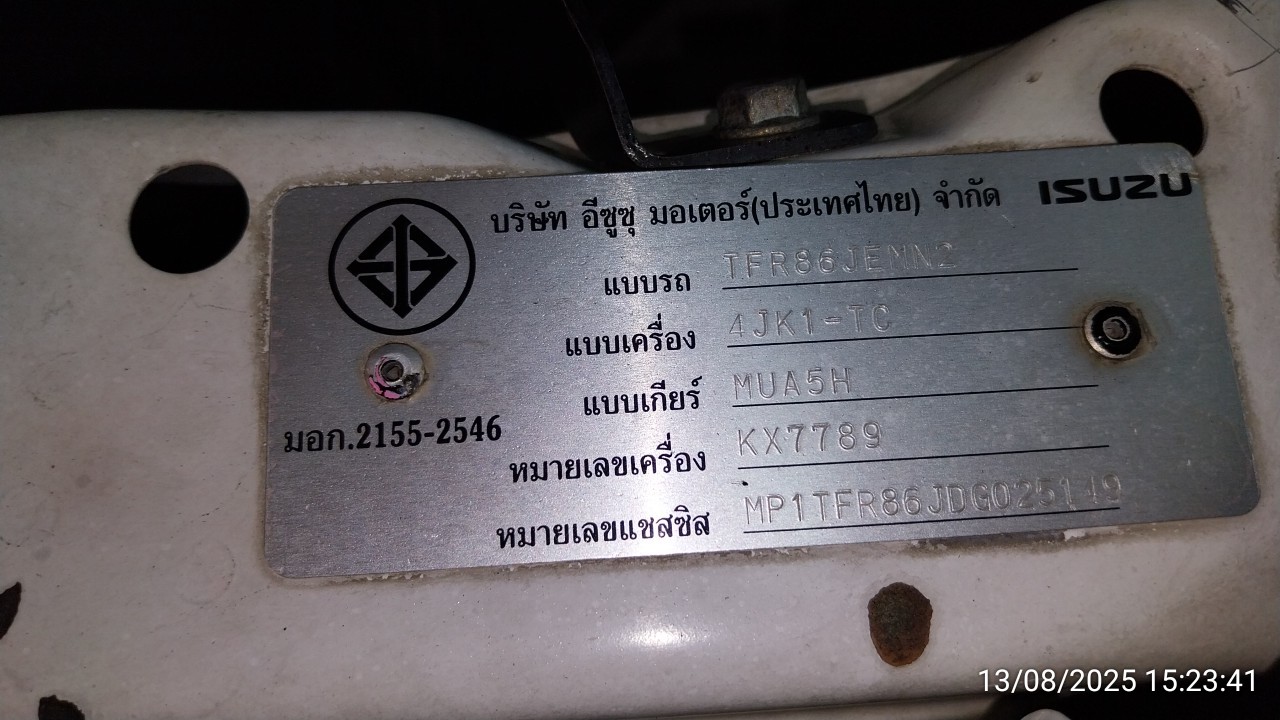 บริษัท อีซูซุ มอเตอร์(ประเทศไทย) จำกัด ISUZU
แบบรถ TFR86JEMN2
แบบเครื่อง 4JK1-TC
แบบเกียร์ MUA5H
มอก.2155-2546
หมายเลขเครื่อง KX7789
หมายเลขแชสซิส MP1TFR86JDG025149
13/08/2025 15:23:41